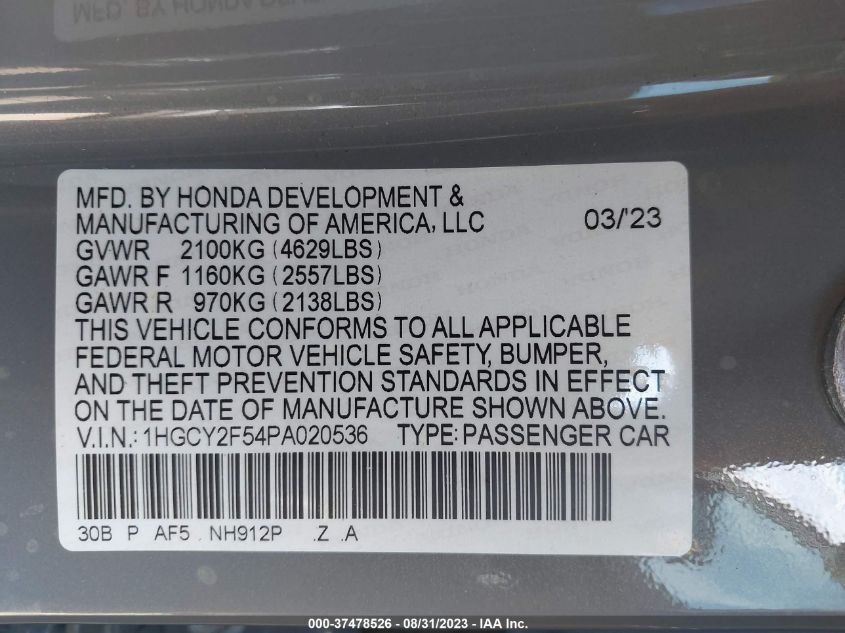 MFD. BY HONDA DEVELOPMENT &
MANUFACTURING OF AMERICA, LLC 03/'23
GVWR 2100KG (4629LBS)
GAWR F 1160KG (2557LBS)
GAWR R 970KG (2138LBS)
THIS VEHICLE CONFORMS TO ALL APPLICABLE
FEDERAL MOTOR VEHICLE SAFETY, BUMPER,
AND THEFT PREVENTION STANDARDS IN EFFECT
ON THE DATE OF MANUFACTURE SHOWN ABOVE.
V.I.N.: 1HGCY2F54PA020536 TYPE: PASSENGER CAR
30B P AF5 . NH912P .Z .A
000-37478526 - 08/31/2023 - IAA Inc.